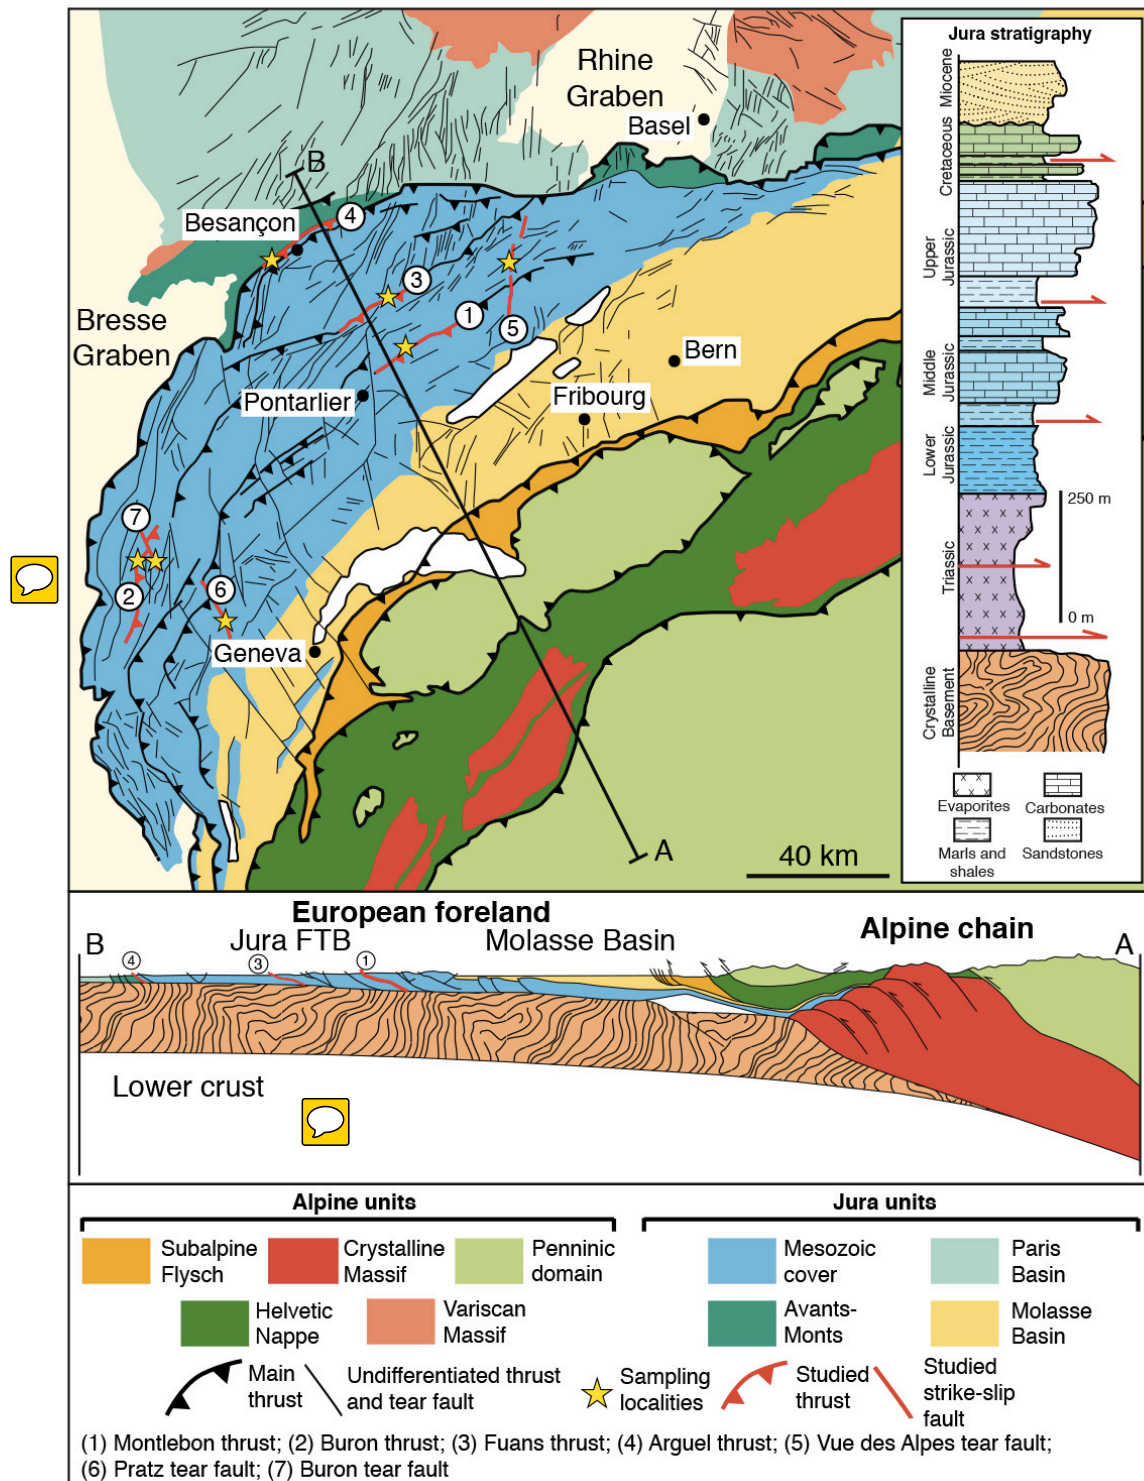 Rhine
Graben
Basel
B
Besançon
4
3
1
5
Bresse
Graben
Pontarlier
Bern
Fribourg
7
2
6
Geneva
A
40 km
Jura stratigraphy
Miocene
Cretaceous
Upper
Jurassic
Middle
Jurassic
Lower
Jurassic
Triassic
Crystalline
Basement
250 m
0 m
Evaporites
Carbonates
Marls and
shales
Sandstones
European foreland
Alpine chain
B
Jura FTB
Molasse Basin
A
4
3
1
Lower crust
Alpine units
Jura units
Subalpine
Flysch
Crystalline
Massif
Penninic
domain
Mesozoic
cover
Paris
Basin
Helvetic
Nappe
Variscan
Massif
Avants-
Monts
Molasse
Basin
Main
thrust
Undifferentiated thrust
and tear fault
Sampling
localities
Studied
thrust
Studied
strike-slip
fault
(1) Montlebon thrust; (2) Buron thrust; (3) Fuans thrust; (4) Arguel thrust; (5) Vue des Alpes tear fault;
(6) Pratz tear fault; (7) Buron tear fault